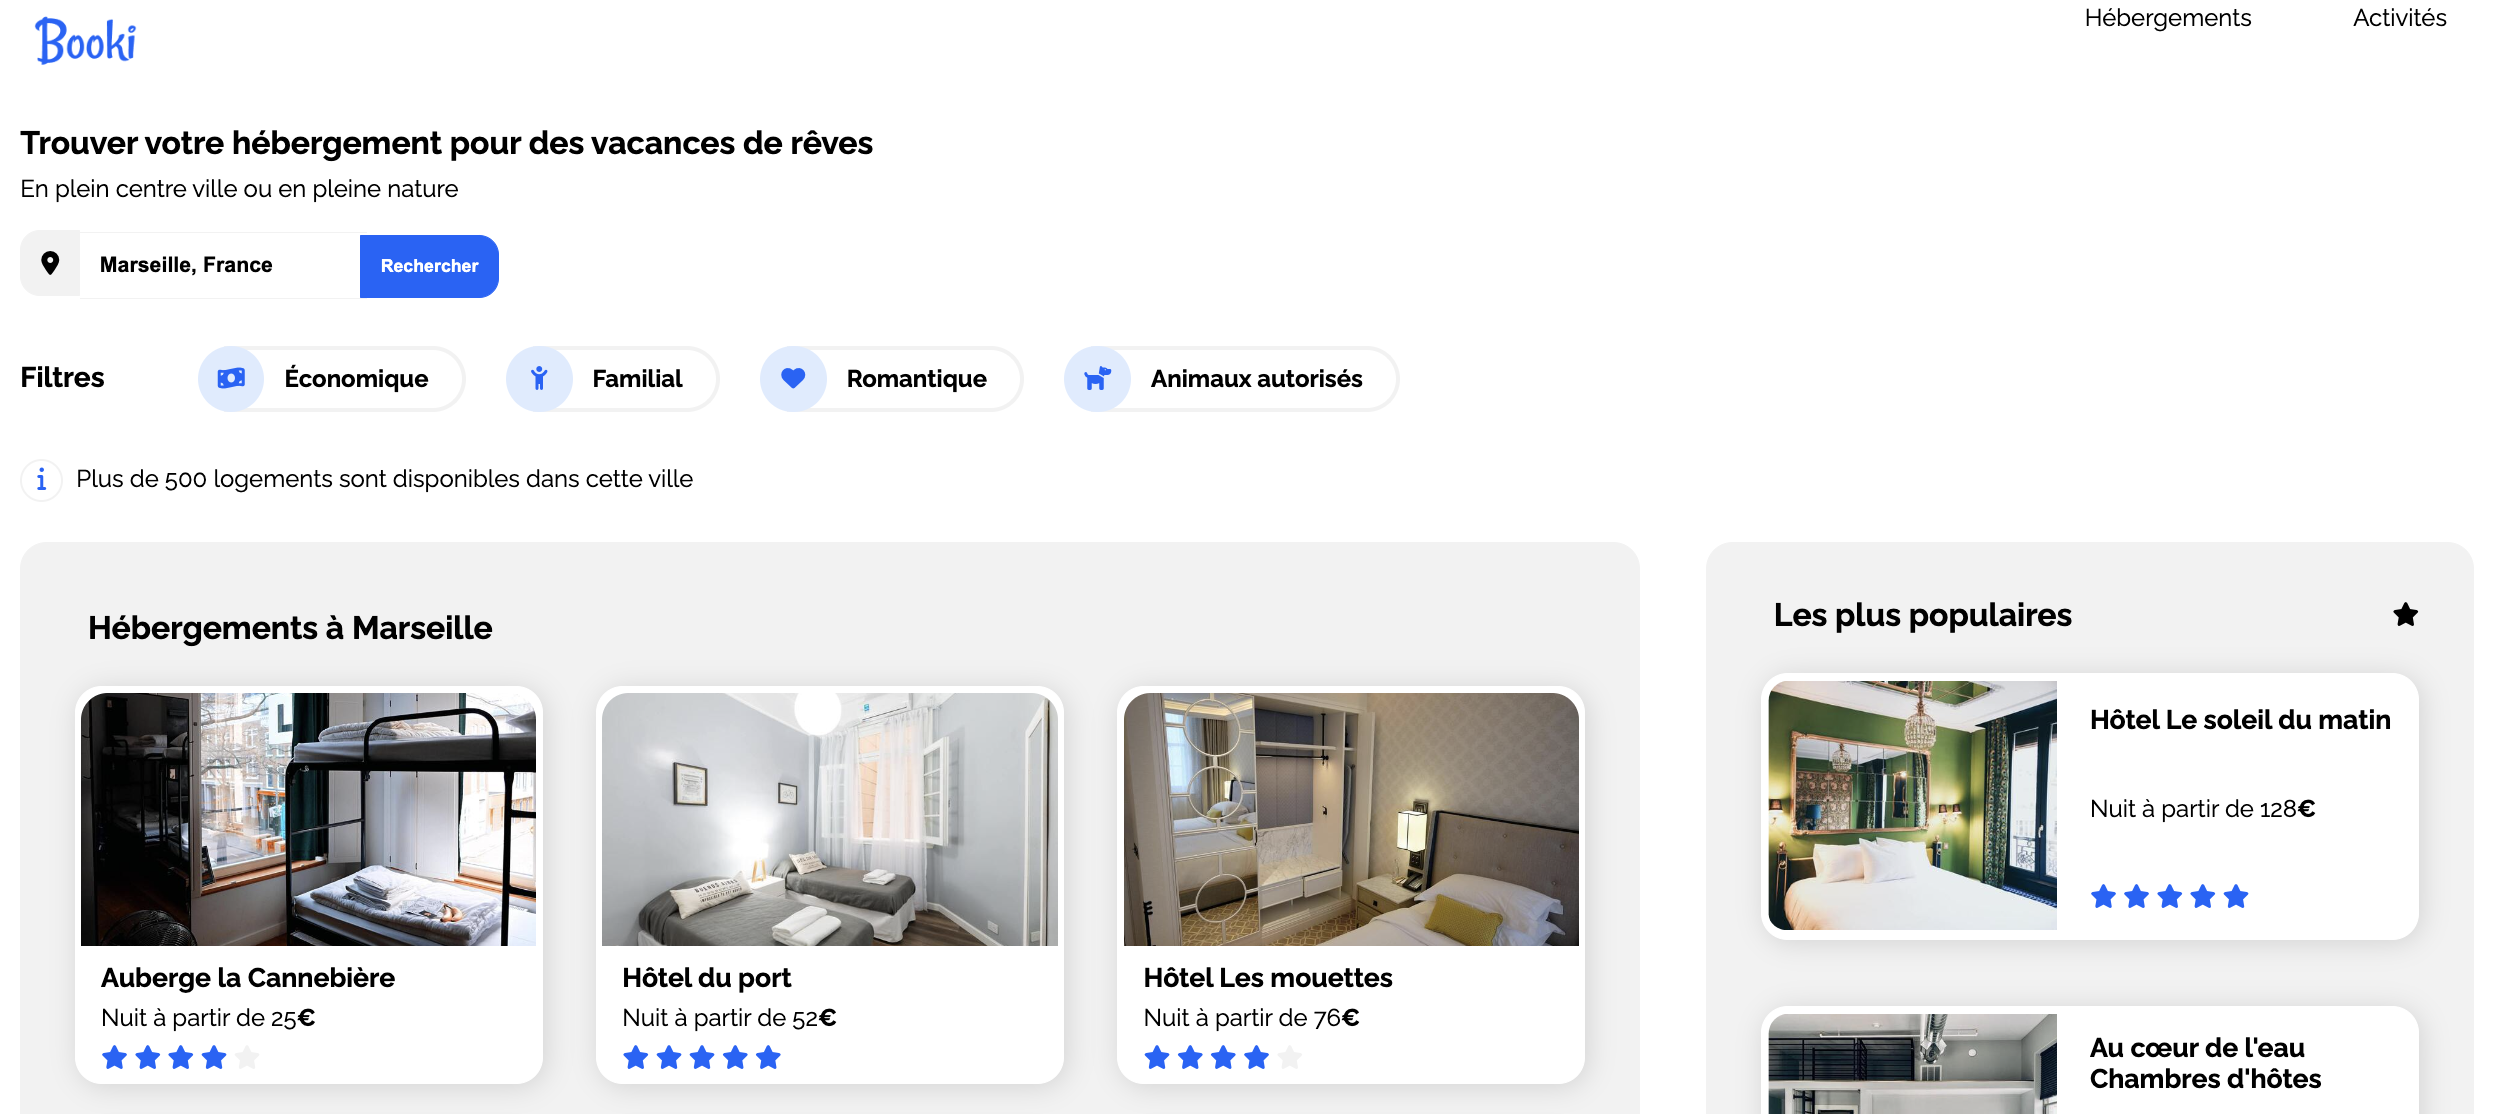 Booki
Hébergements
Activités
Trouver votre hébergement pour des vacances de rêves
En plein centre ville ou en pleine nature
Marseille, France
Rechercher
Filtres
Économique
Familial
Romantique
Animaux autorisés
i
Plus de 500 logements sont disponibles dans cette ville
Hébergements à Marseille
Auberge la Cannebière
Nuit à partir de 25€
Hôtel du port
Nuit à partir de 52€
Hôtel Les mouettes
Nuit à partir de 76€
Les plus populaires
Hôtel Le soleil du matin
Nuit à partir de 128€
Au cœur de l'eau
Chambres d'hôtes